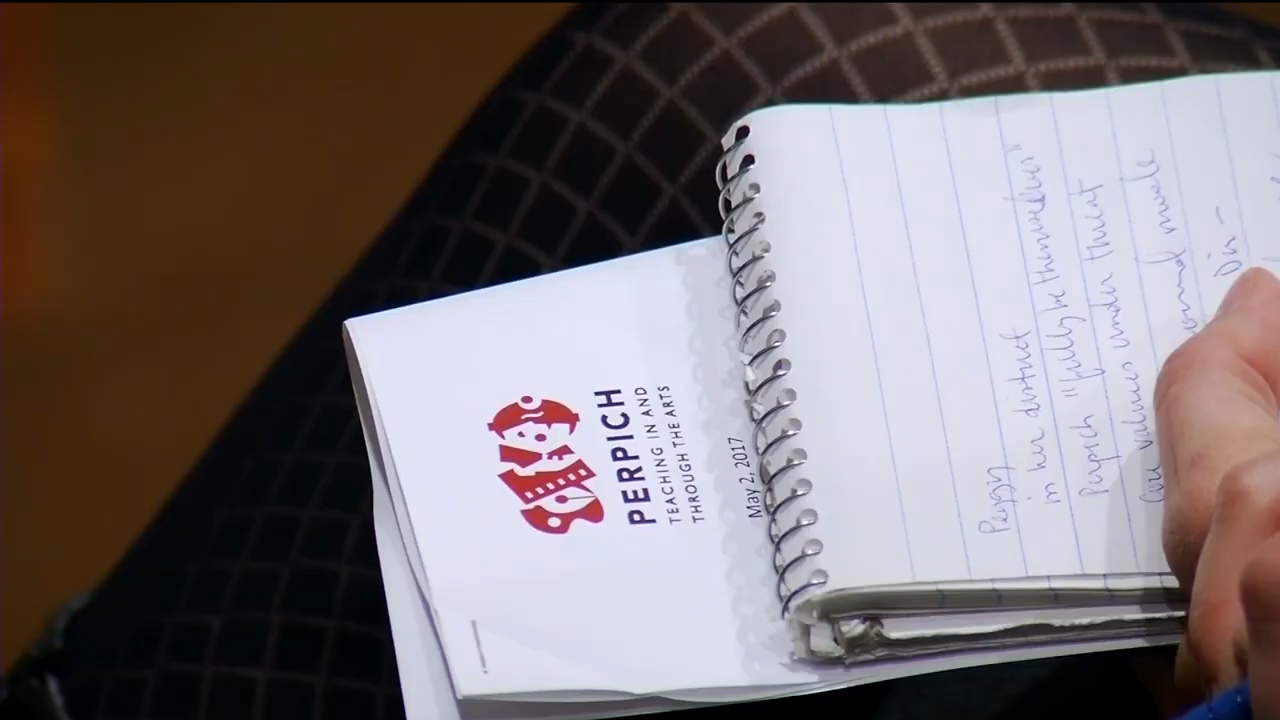 PERPICH
TEACHING IN AND
THROUGH THE ARTS
May 2, 2017
Peggy
in her district
Perpich "fully be themselves"
values under threat